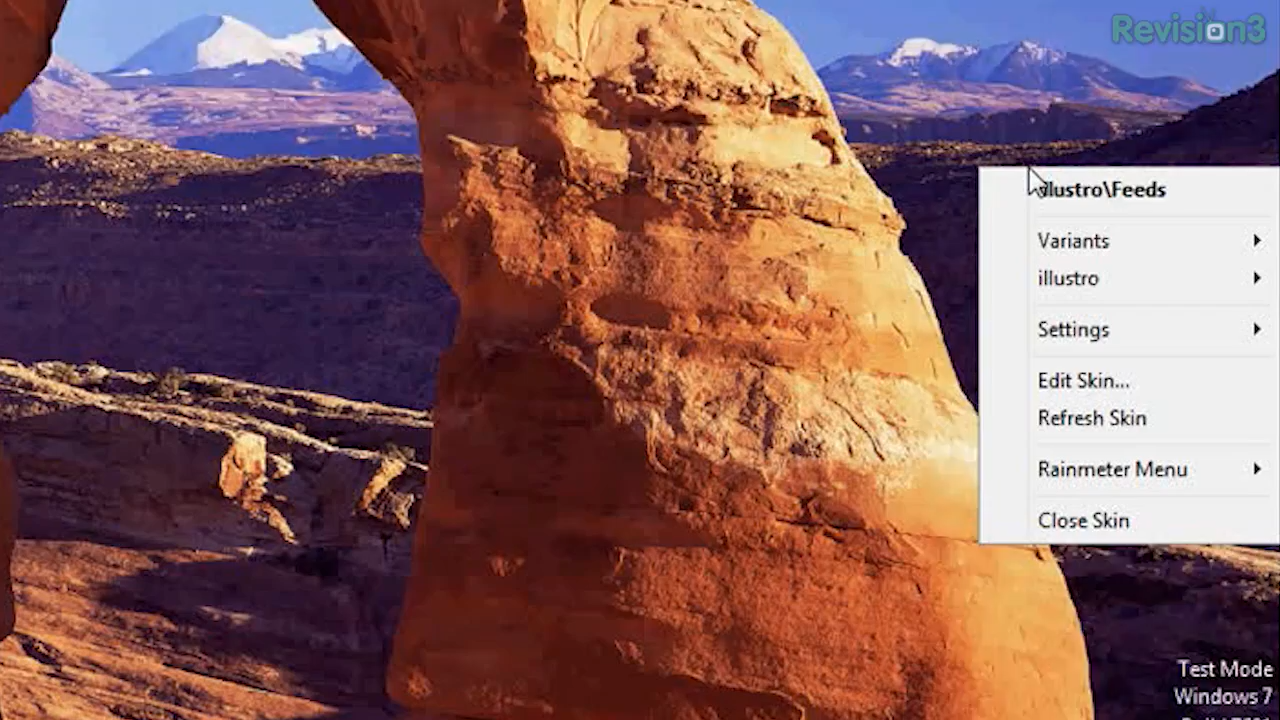 Revision3
illustro\Feeds
Variants
illustro
Settings
Edit Skin...
Refresh Skin
Rainmeter Menu
Close Skin
Test Mode
Windows 7